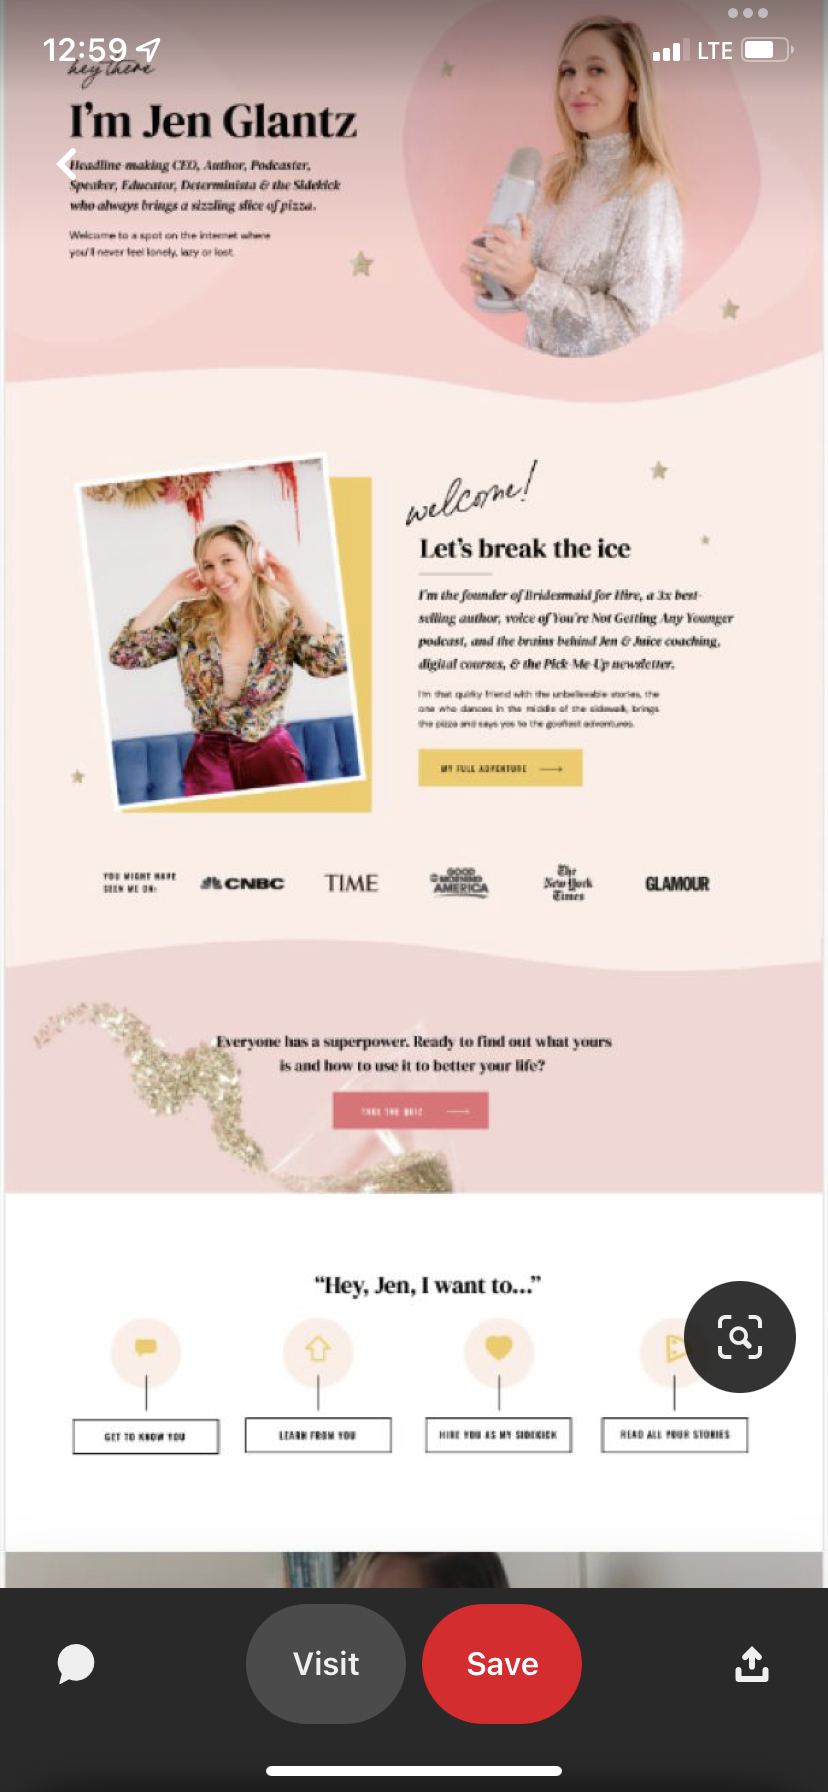 12:59
LTE
hey there
I'm Jen Glantz
Headline-making CEO, Author, Podcaster,
Speaker, Educator, Determinista & the Sidekick
who always brings a sizzling slice of pizza.
Welcome to a spot on the internet where
you'll never feel lonely, lazy or lost.
welcome!
Let's break the ice
I'm the founder of Bridesmaid for Hire, a 3x best-
selling author, voice of You're Not Getting Any Younger
podcast, and the brains behind Jen & Juice coaching,
digital courses, & the Pick-Me-Up newsletter.
I'm that quirky friend with the unbelievable stories, the
one who dances in the middle of the sidewalk, brings
the pizza and says yes to the goofiest adventures.
MY FULL ADVENTURE
YOU MIGHT HAVE
SEEN ME ON:
CNBC
TIME
GOOD
MORNING
AMERICA
The
New York
Times
GLAMOUR
Everyone has a superpower. Ready to find out what yours
is and how to use it to better your life?
TAKE THE QUIZ
“Hey, Jen, I want to...”
GET TO KNOW YOU
LEARN FROM YOU
HIRE YOU AS MY SIDEKICK
READ ALL YOUR STORIES
Visit
Save